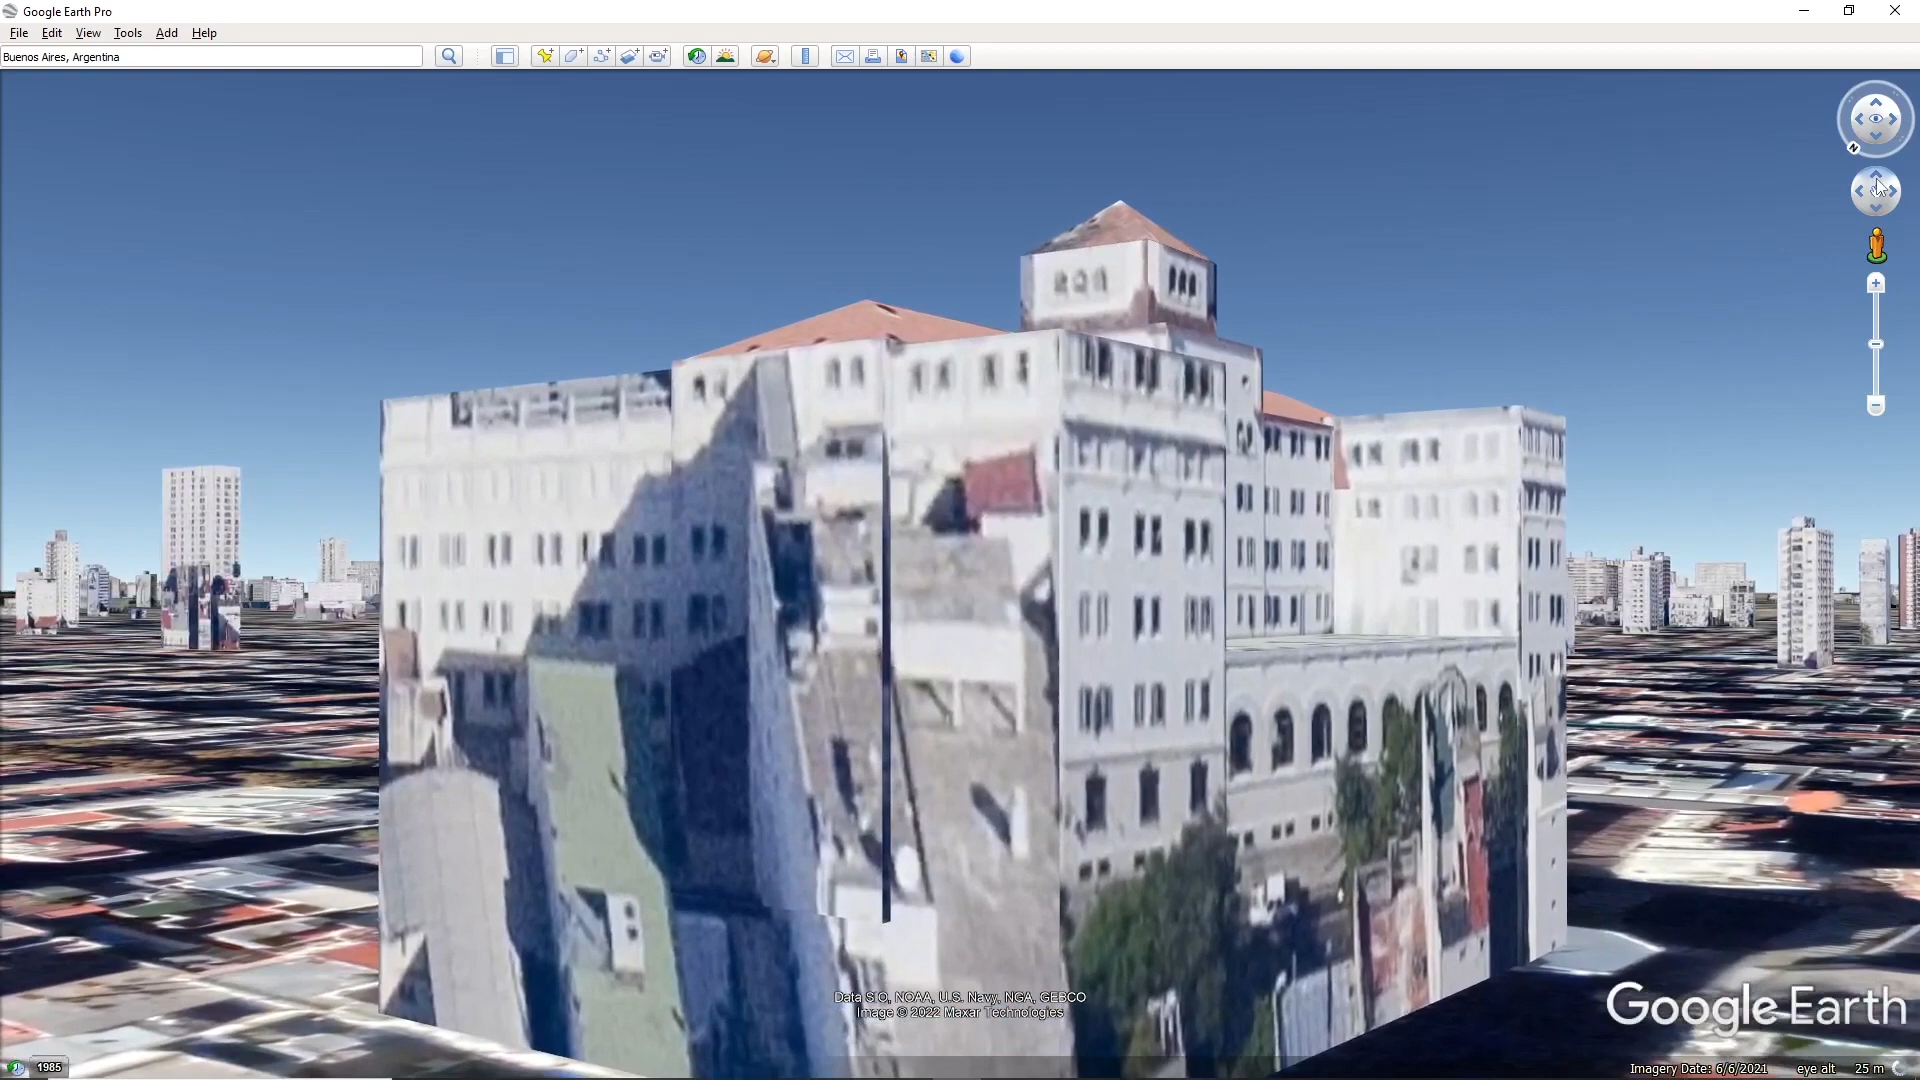 Google Earth Pro
File Edit View Tools Add Help
Buenos Aires, Argentina
N
Data SIO, NOAA, U.S. Navy, NGA, GEBCO
Image © 2022 Maxar Technologies
Google Earth
1985
Imagery Date: 6/6/2021 eye alt 25 m